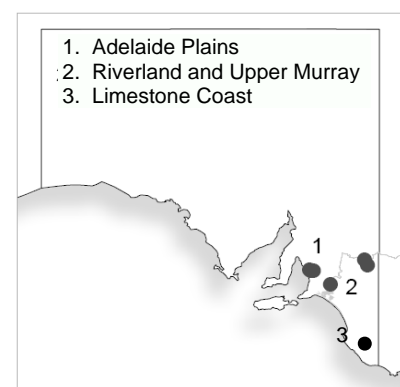 1. Adelaide Plains
2. Riverland and Upper Murray
3. Limestone Coast
1
2
3